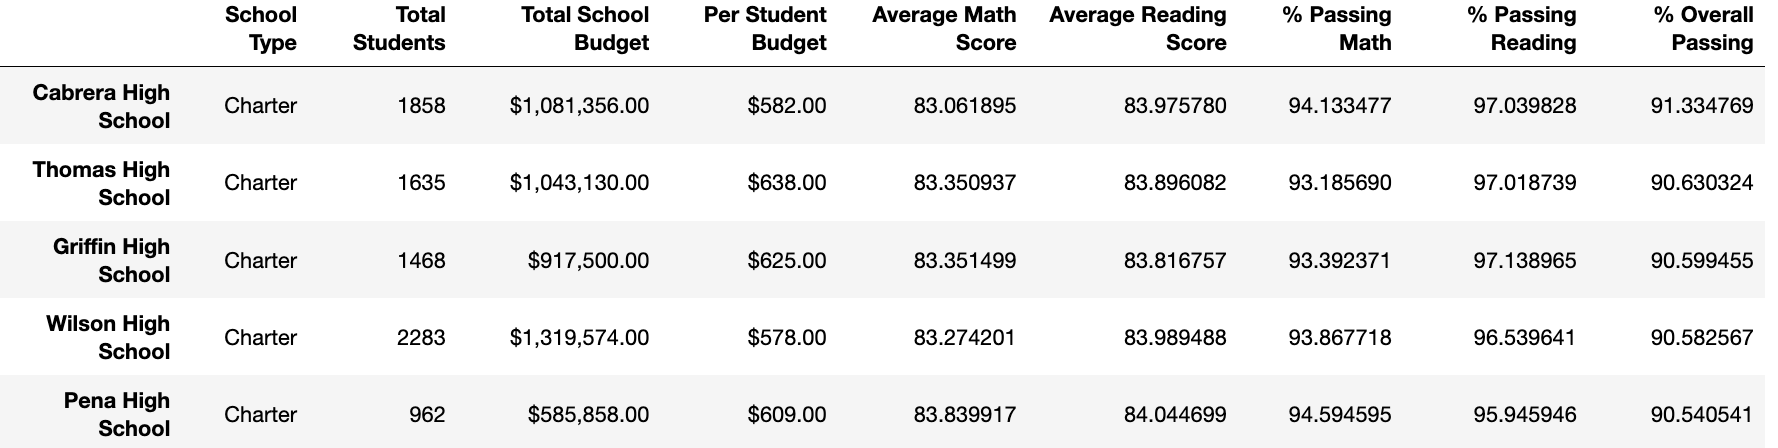 School Type Total Students Total School Budget Per Student Budget Average Math Score Average Reading Score % Passing Math % Passing Reading % Overall Passing
Cabrera High School Charter 1858 $1,081,356.00 $582.00 83.061895 83.975780 94.133477 97.039828 91.334769
Thomas High School Charter 1635 $1,043,130.00 $638.00 83.350937 83.896082 93.185690 97.018739 90.630324
Griffin High School Charter 1468 $917,500.00 $625.00 83.351499 83.816757 93.392371 97.138965 90.599455
Wilson High School Charter 2283 $1,319,574.00 $578.00 83.274201 83.989488 93.867718 96.539641 90.582567
Pena High School Charter 962 $585,858.00 $609.00 83.839917 84.044699 94.594595 95.945946 90.540541